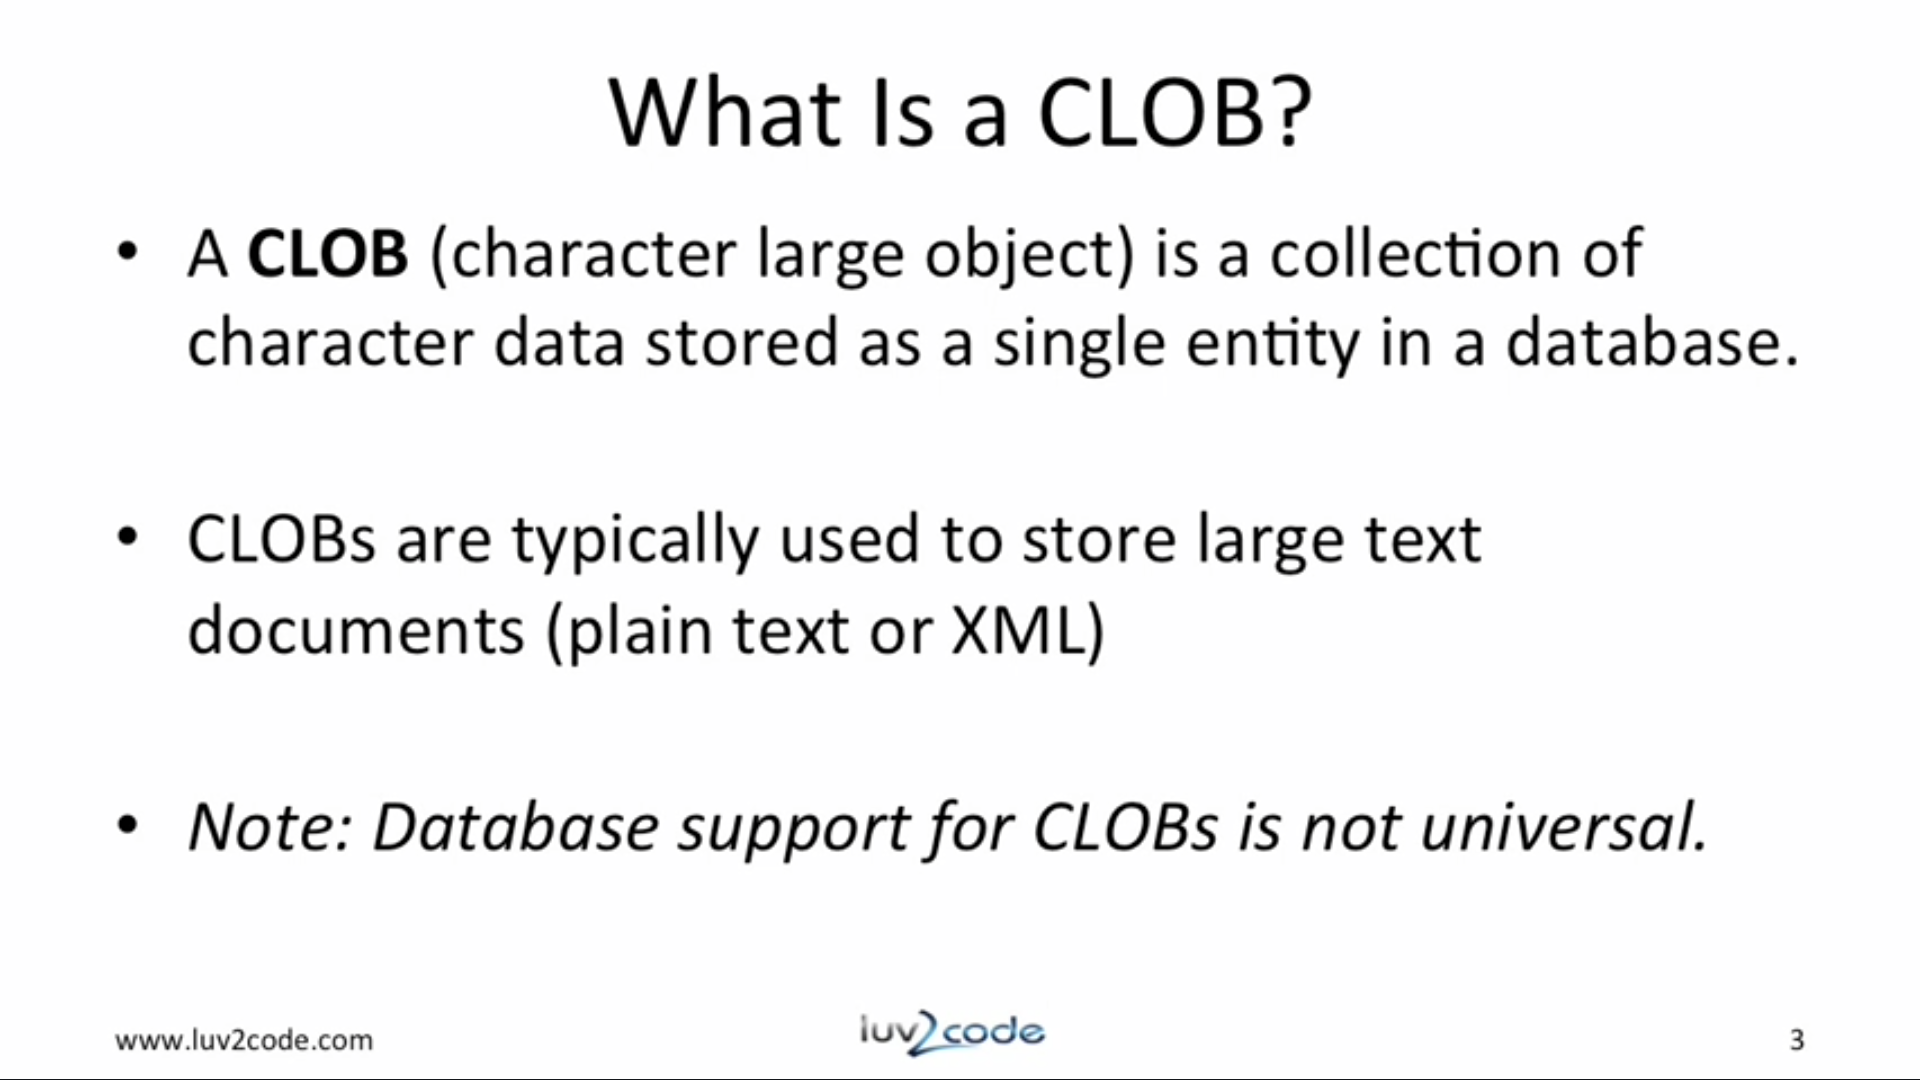 What Is a CLOB?
• A CLOB (character large object) is a collection of
character data stored as a single entity in a database.
• CLOBs are typically used to store large text
documents (plain text or XML)
• Note: Database support for CLOBs is not universal.
www.luv2code.com
luv2code
3